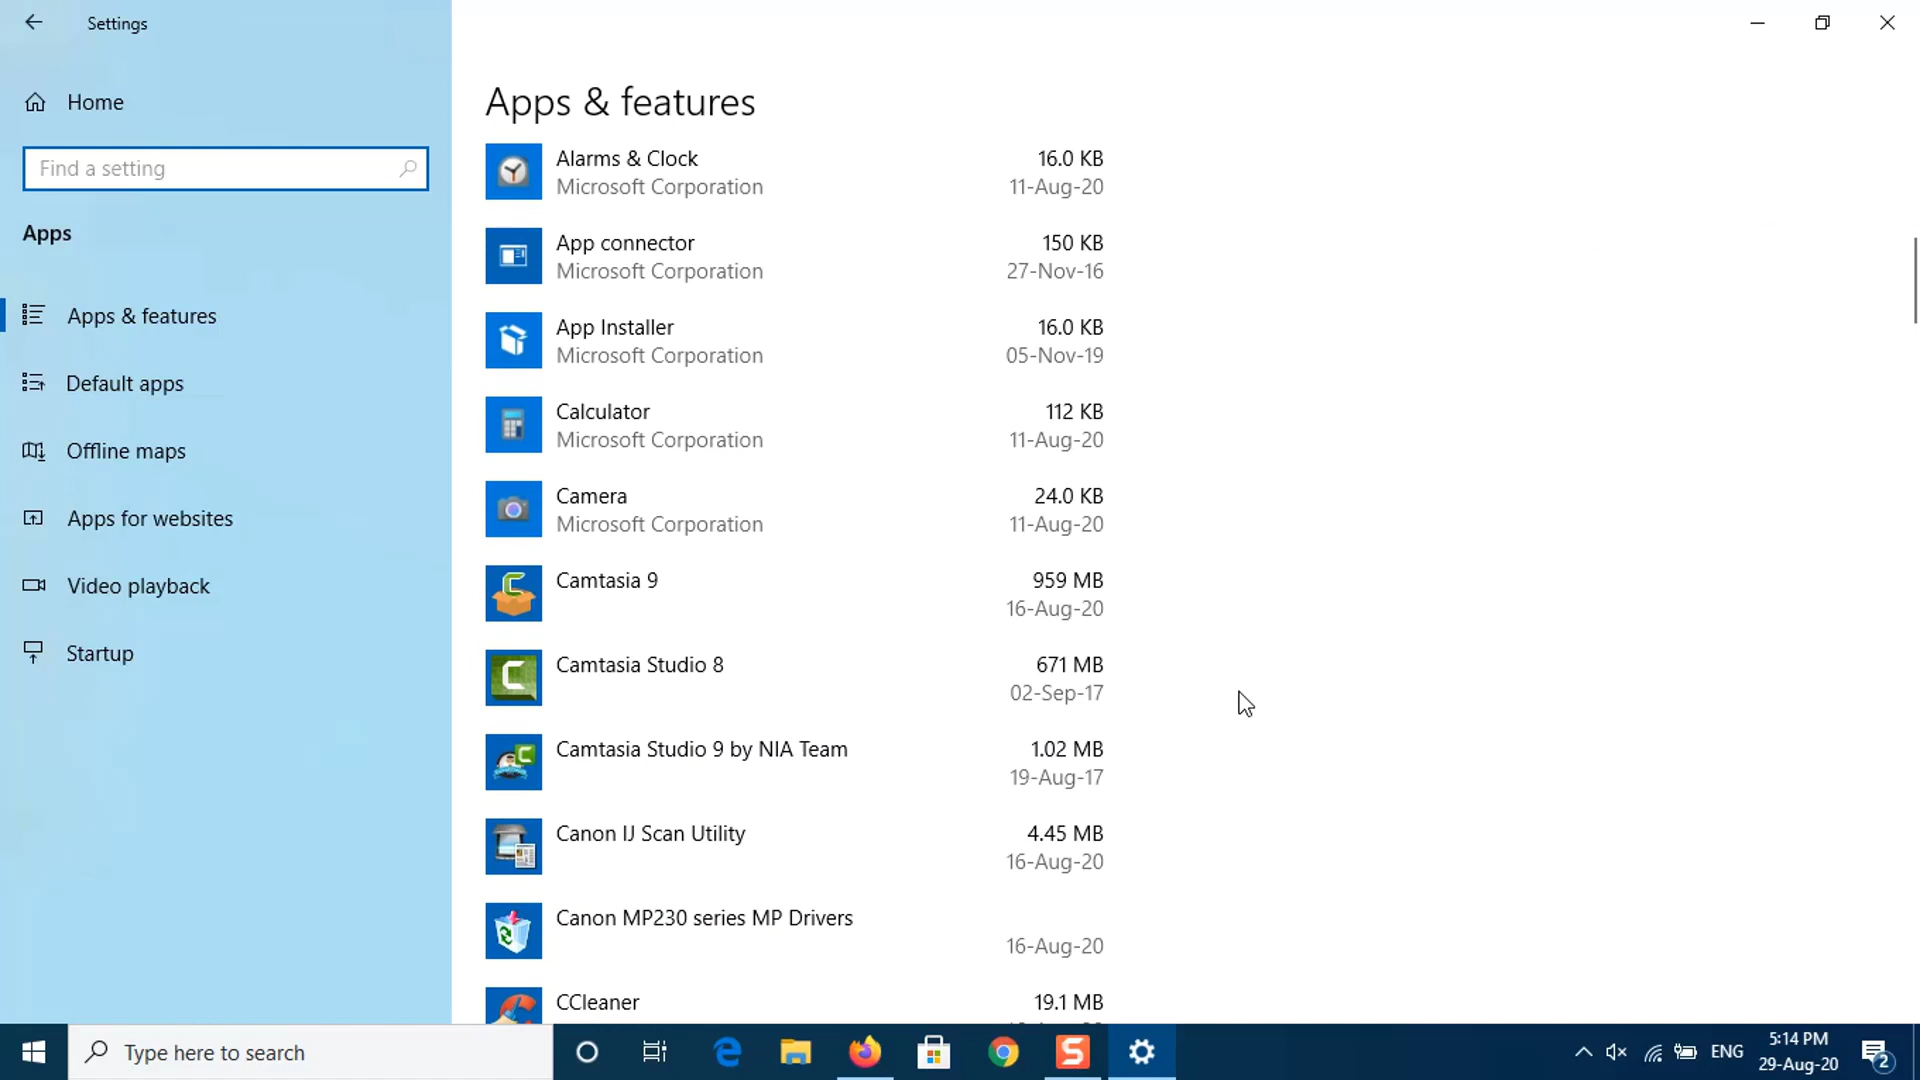 Settings
Home
Find a setting
Apps
Apps & features
Default apps
Offline maps
Apps for websites
Video playback
Startup
Apps & features
Alarms & Clock 16.0 KB
Microsoft Corporation 11-Aug-20
App connector 150 KB
Microsoft Corporation 27-Nov-16
App Installer 16.0 KB
Microsoft Corporation 05-Nov-19
Calculator 112 KB
Microsoft Corporation 11-Aug-20
Camera 24.0 KB
Microsoft Corporation 11-Aug-20
Camtasia 9 959 MB
16-Aug-20
Camtasia Studio 8 671 MB
02-Sep-17
Camtasia Studio 9 by NIA Team 1.02 MB
19-Aug-17
Canon IJ Scan Utility 4.45 MB
16-Aug-20
Canon MP230 series MP Drivers
16-Aug-20
CCleaner 19.1 MB
Type here to search
ENG
5:14 PM
29-Aug-20
2